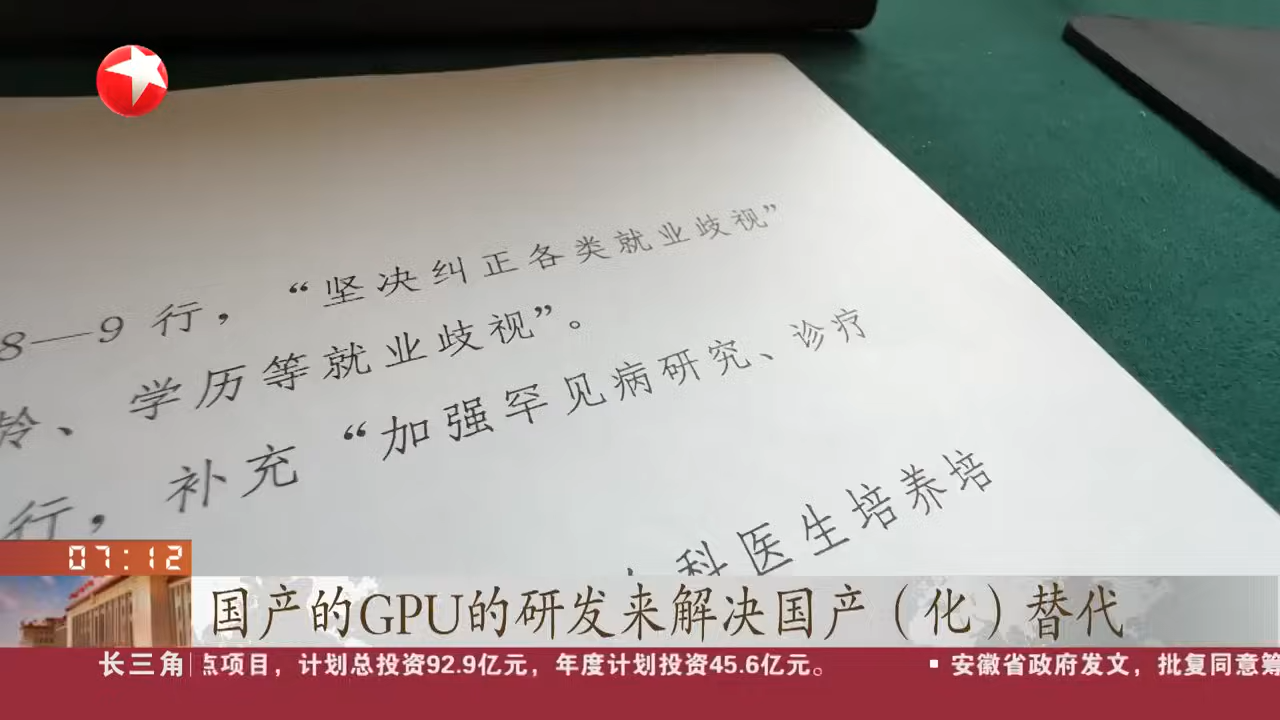 8—9 行，“坚决纠正各类就业歧视”
龄、学历等就业歧视”。
行，补充“加强罕见病研究、诊疗
科医生培养培
07:12
国产的GPU的研发来解决国产（化）替代
长三角 点项目，计划总投资92.9亿元，年度计划投资45.6亿元。 ▪ 安徽省政府发文，批复同意筹